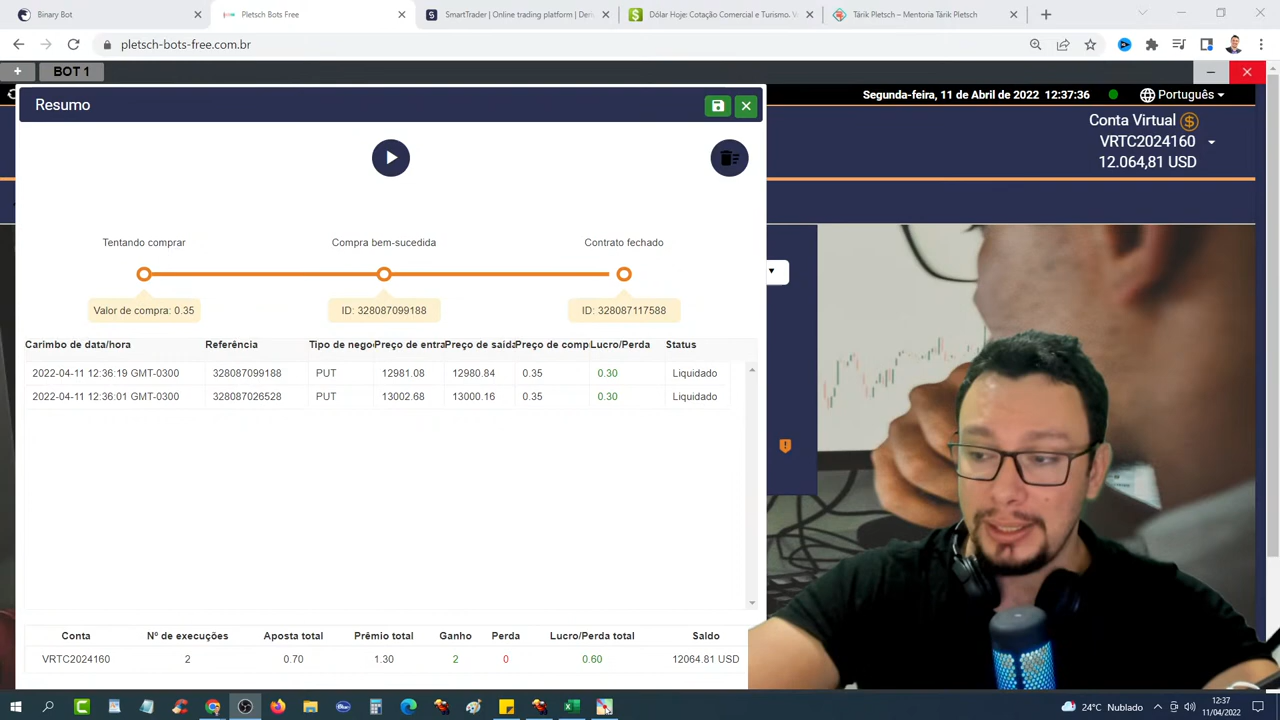 Binary Bot
Pletsch Bots Free
SmartTrader | Online trading platform | Deri
Dólar Hoje: Cotação Comercial e Turismo. V
Tárik Pletsch – Mentoria Tárik Pletsch
pletsch-bots-free.com.br
BOT 1
Resumo
Segunda-feira, 11 de Abril de 2022 12:37:36
Português
Conta Virtual
VRTC2024160
12.064,81 USD
Tentando comprar
Compra bem-sucedida
Contrato fechado
Valor de compra: 0.35
ID: 328087099188
ID: 328087117588
Carimbo de data/hora Referência Tipo de nego Preço de entra Preço de saída Preço de comp Lucro/Perda Status
2022-04-11 12:36:19 GMT-0300 328087099188 PUT 12981.08 12980.84 0.35 0.30 Liquidado
2022-04-11 12:36:01 GMT-0300 328087026528 PUT 13002.68 13000.16 0.35 0.30 Liquidado
Conta Nº de execuções Aposta total Prêmio total Ganho Perda Lucro/Perda total Saldo
VRTC2024160 2 0.70 1.30 2 0 0.60 12064.81 USD
24°C Nublado
12:37
11/04/2022